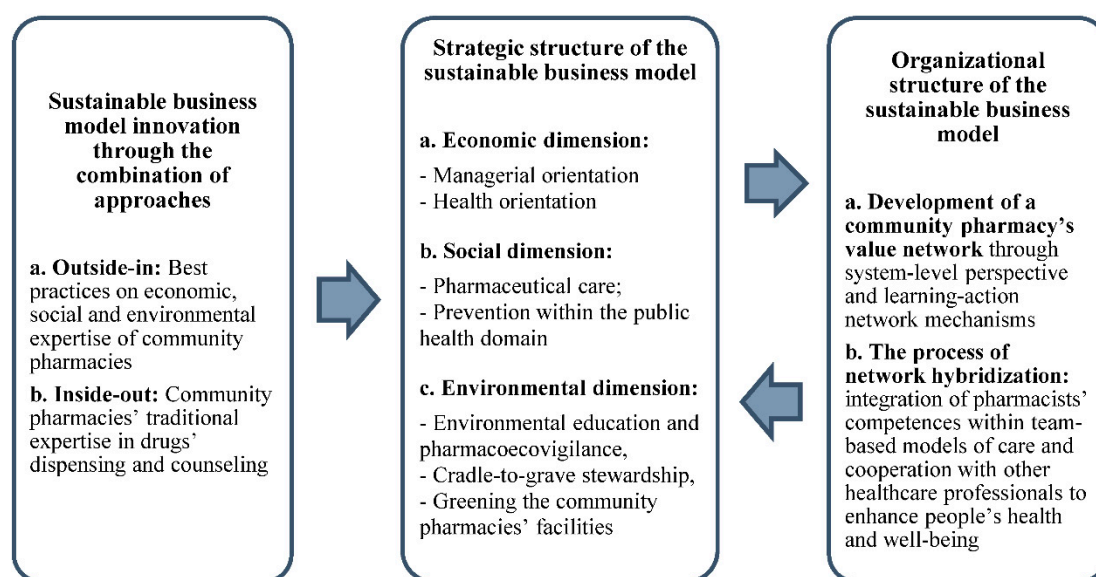 Sustainable business
model innovation
through the
combination of
approaches
a. Outside-in: Best
practices on economic,
social and environmental
expertise of community
pharmacies
b. Inside-out: Community
pharmacies’ traditional
expertise in drugs’
dispensing and counseling
Strategic structure of the
sustainable business model
a. Economic dimension:
- Managerial orientation
- Health orientation
b. Social dimension:
- Pharmaceutical care;
- Prevention within the public
health domain
c. Environmental dimension:
- Environmental education and
pharmacoecovigilance,
- Cradle-to-grave stewardship,
- Greening the community
pharmacies’ facilities
Organizational
structure of the
sustainable business
model
a. Development of a
community pharmacy’s
value network through
system-level perspective
and learning-action
network mechanisms
b. The process of
network hybridization:
integration of pharmacists’
competences within team-
based models of care and
cooperation with other
healthcare professionals to
enhance people’s health
and well-being